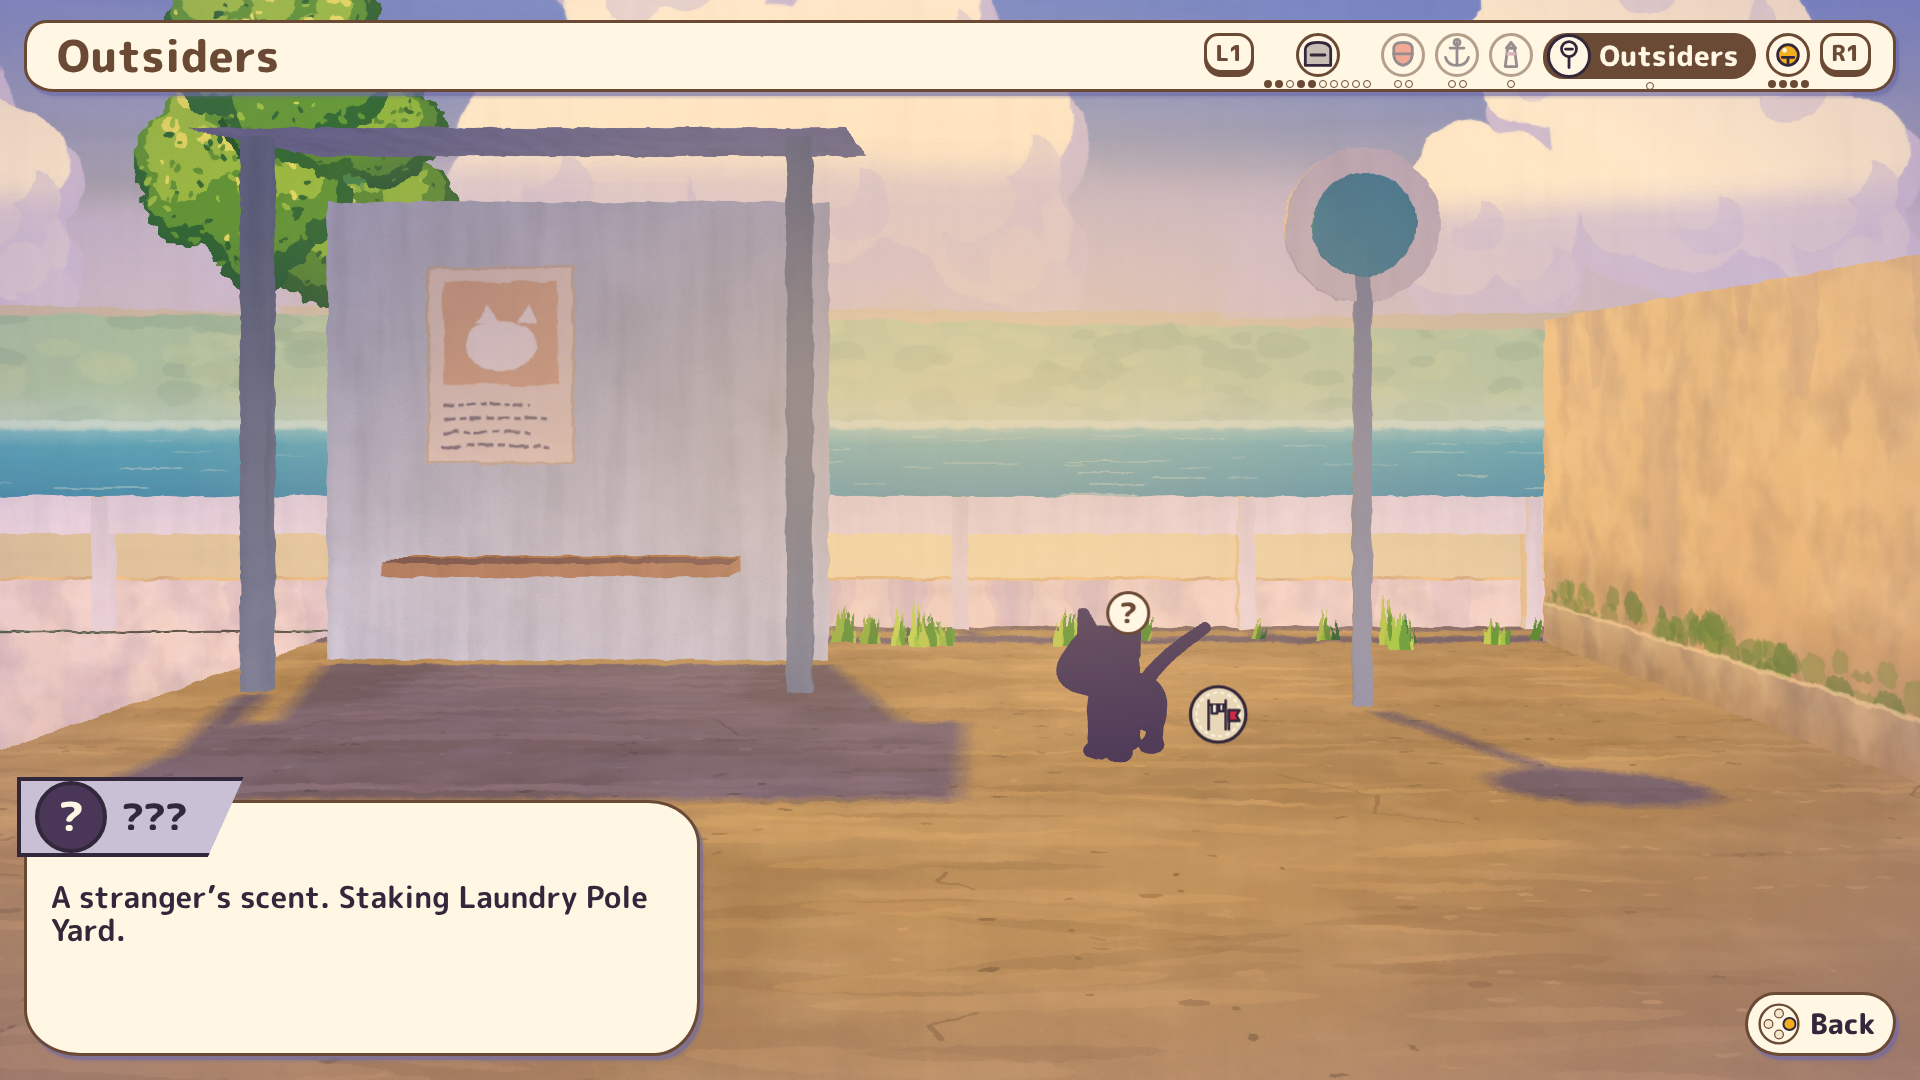 Outsiders
L1
Outsiders
R1
?
? ???
A stranger's scent. Staking Laundry Pole
Yard.
Back